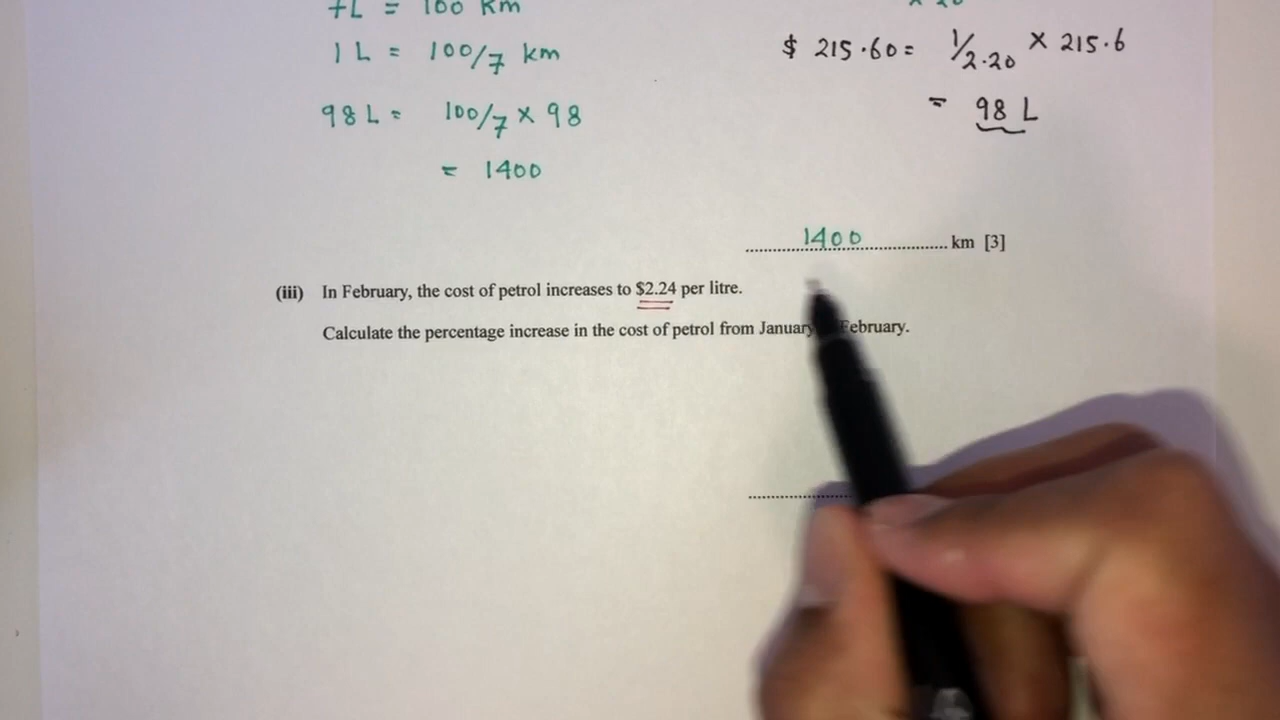 7L = 100 Km
1 L = 100/7 km
98 L = 100/7 × 98
= 1400
$ 215.60 = 1/2.20 × 215.6
= 98 L
1400 km [3]
(iii) In February, the cost of petrol increases to $2.24 per litre.
Calculate the percentage increase in the cost of petrol from January February.